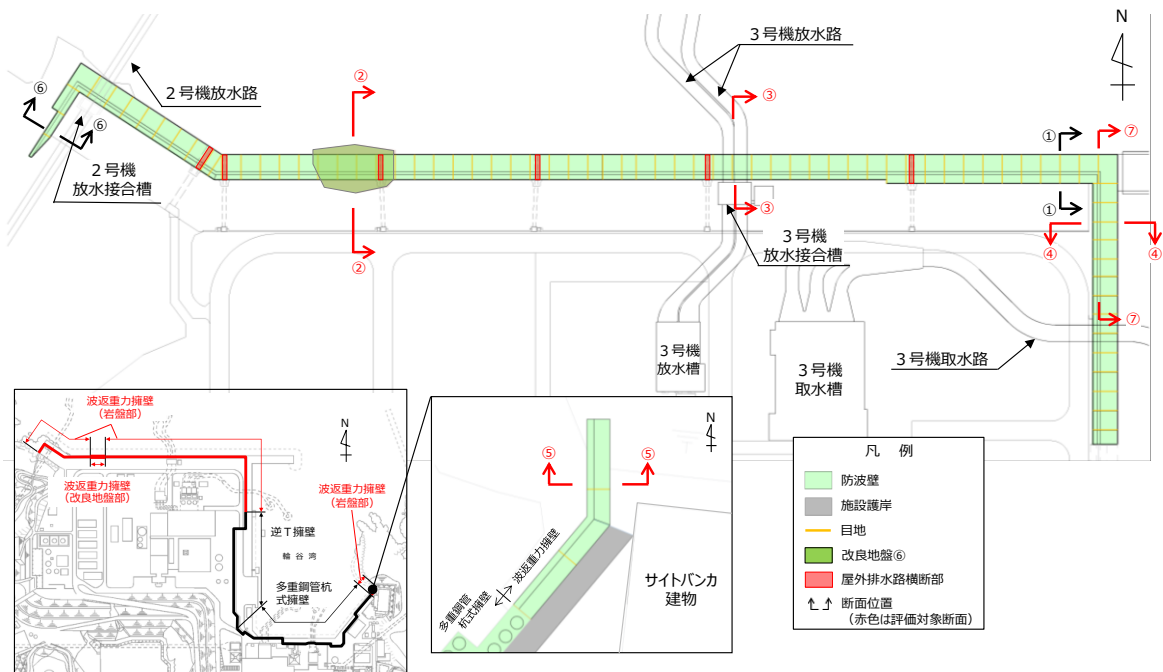 3号機放水路
N
②
③
⑥
2号機放水路
⑥
2号機
放水接合槽
①
⑦
③
①
②
3号機
放水接合槽
④
④
⑦
3号機
放水槽
3号機
取水槽
3号機取水路
波返重力擁壁
(岩盤部)
N
波返重力擁壁
(改良地盤部)
波返重力擁壁
(岩盤部)
逆T擁壁
輪谷湾
多重鋼管杭
式擁壁
N
⑤
⑤
波返重力擁壁
多重鋼管
杭式擁壁
サイトバンカ
建物
凡 例
防波壁
施設護岸
目地
改良地盤⑥
屋外排水路横断部
断面位置
(赤色は評価対象断面)